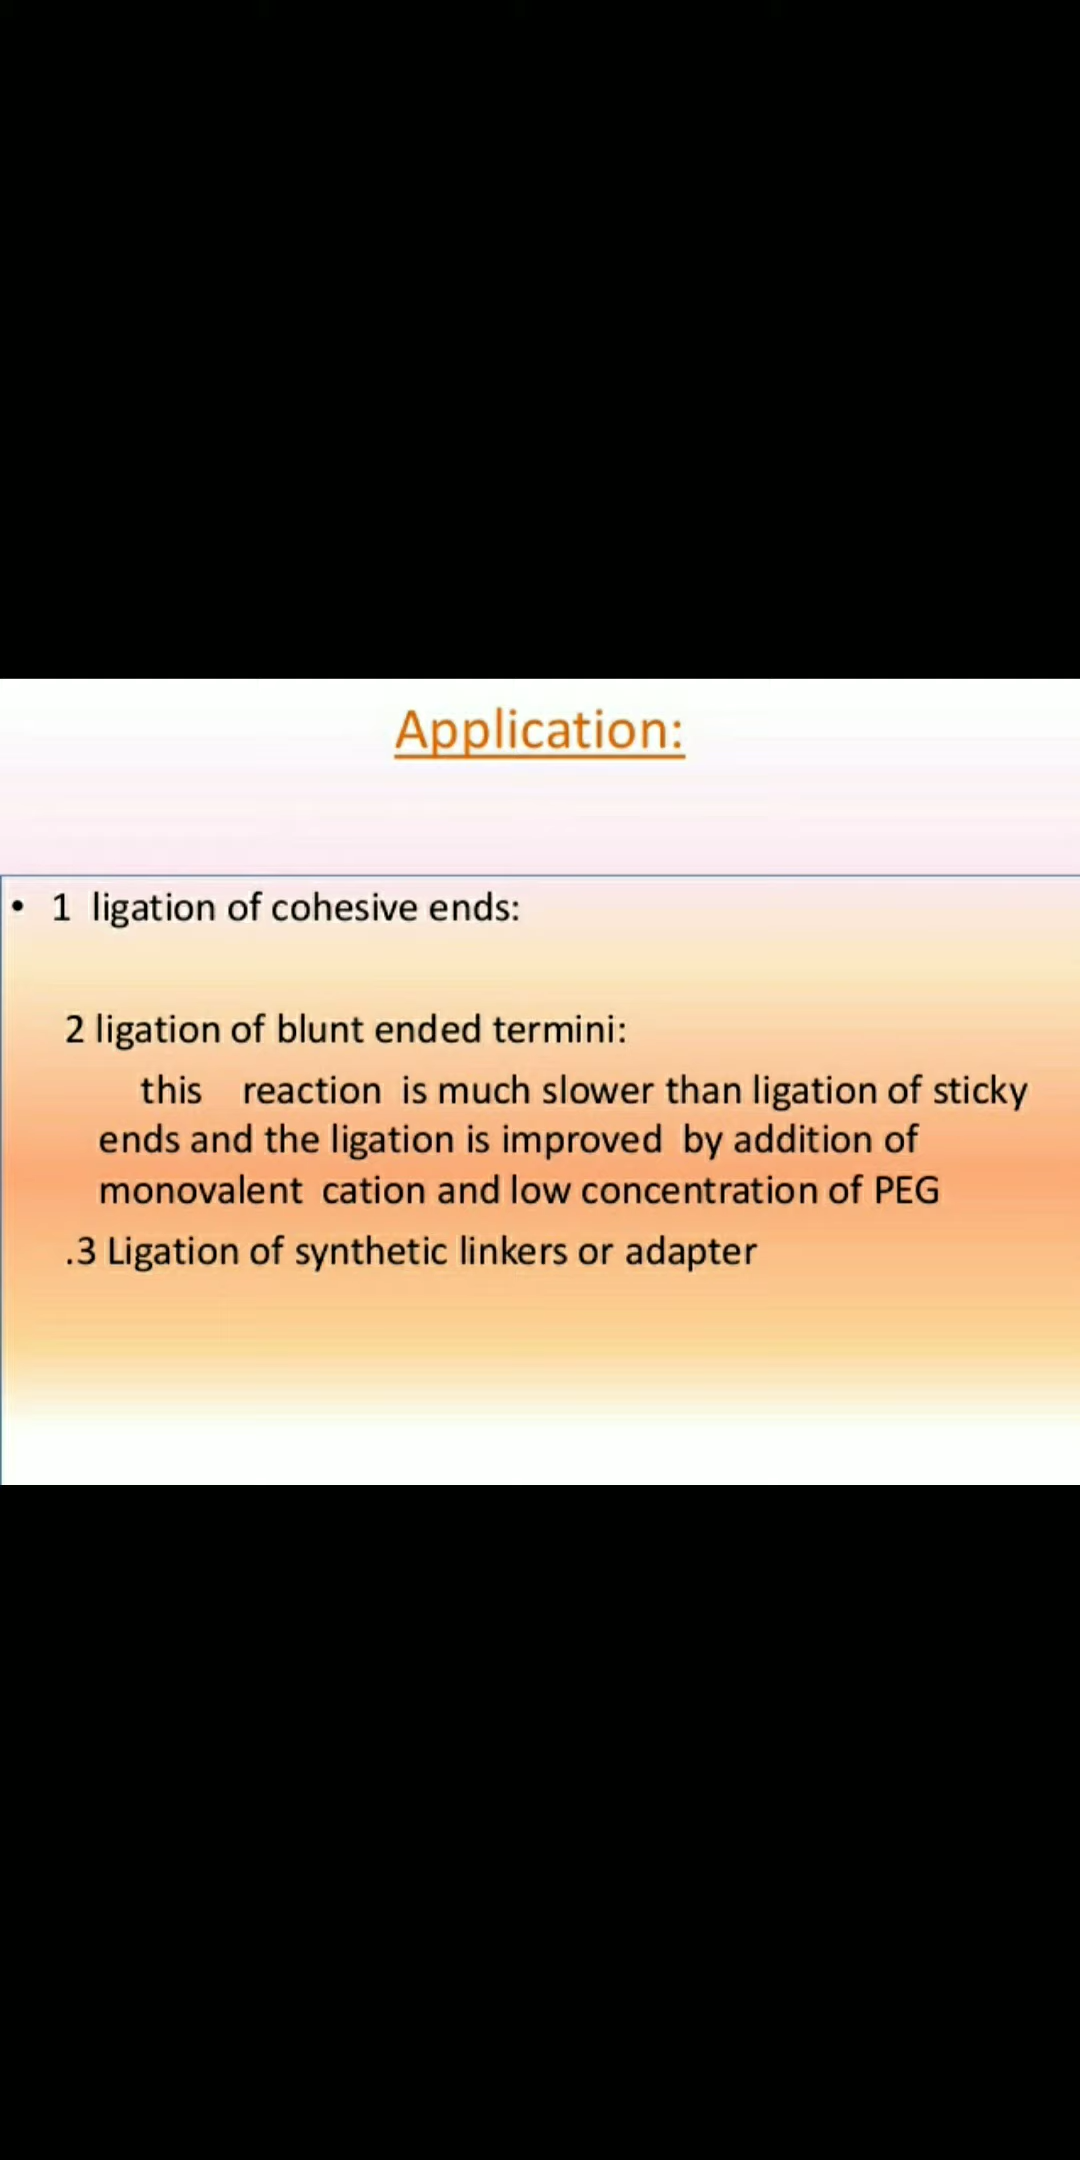 Application:
• 1 ligation of cohesive ends:
2 ligation of blunt ended termini:
this reaction is much slower than ligation of sticky
ends and the ligation is improved by addition of
monovalent cation and low concentration of PEG
.3 Ligation of synthetic linkers or adapter